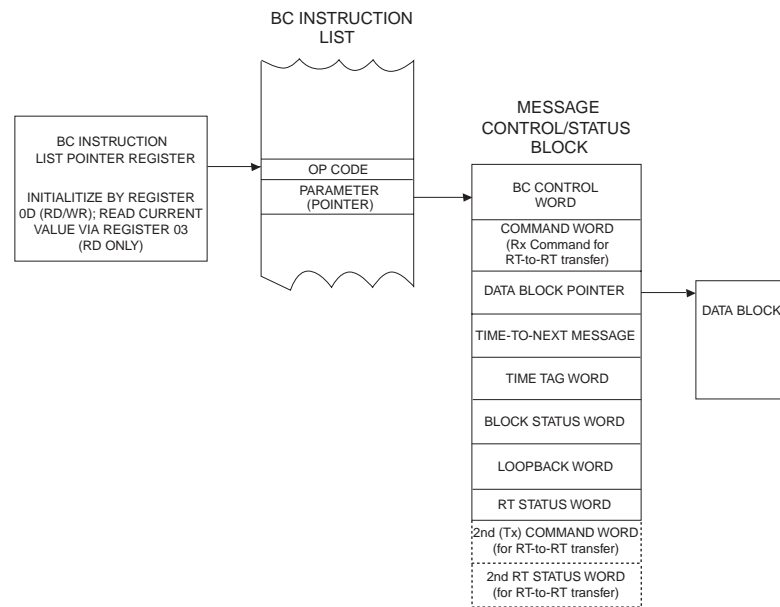 BC INSTRUCTION
LIST
BC INSTRUCTION
LIST POINTER REGISTER
INITIALITIZE BY REGISTER
0D (RD/WR); READ CURRENT
VALUE VIA REGISTER 03
(RD ONLY)
OP CODE
PARAMETER
(POINTER)
MESSAGE
CONTROL/STATUS
BLOCK
BC CONTROL
WORD
COMMAND WORD
(Rx Command for
RT-to-RT transfer)
DATA BLOCK POINTER
TIME-TO-NEXT MESSAGE
TIME TAG WORD
BLOCK STATUS WORD
LOOPBACK WORD
RT STATUS WORD
2nd (Tx) COMMAND WORD
(for RT-to-RT transfer)
2nd RT STATUS WORD
(for RT-to-RT transfer)
DATA BLOCK